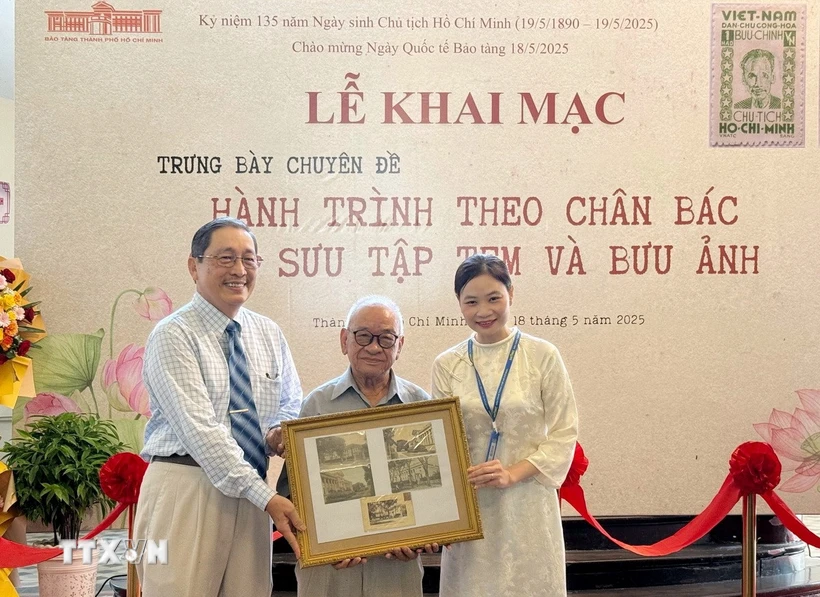 BẢO TÀNG THÀNH PHỐ HỒ CHÍ MINH
Kỷ niệm 135 năm Ngày sinh Chủ tịch Hồ Chí Minh (19/5/1890 – 19/5/2025)
Chào mừng Ngày Quốc tế Bảo tàng 18/5/2025
VIỆT-NAM
DÂN-CHỦ CỘNG-HÒA
BƯU-CHÍNH
CHỦ-TỊCH
HỒ-CHÍ-MINH
LỄ KHAI MẠC
TRƯNG BÀY CHUYÊN ĐỀ
HÀNH TRÌNH THEO CHÂN BÁC
SƯU TẬP TEM VÀ BƯU ẢNH
Chí Minh 18 tháng 5 năm 2025
TTXVN